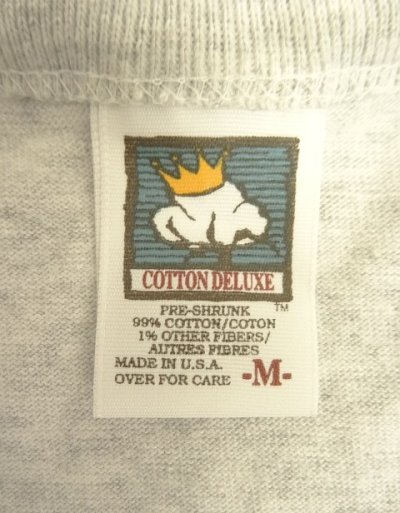 COTTON DELUXE
TM
PRE-SHRUNK
99% COTTON/COTON
1% OTHER FIBERS/
AUTRES FIBRES
MADE IN U.S.A.
OVER FOR CARE -M-